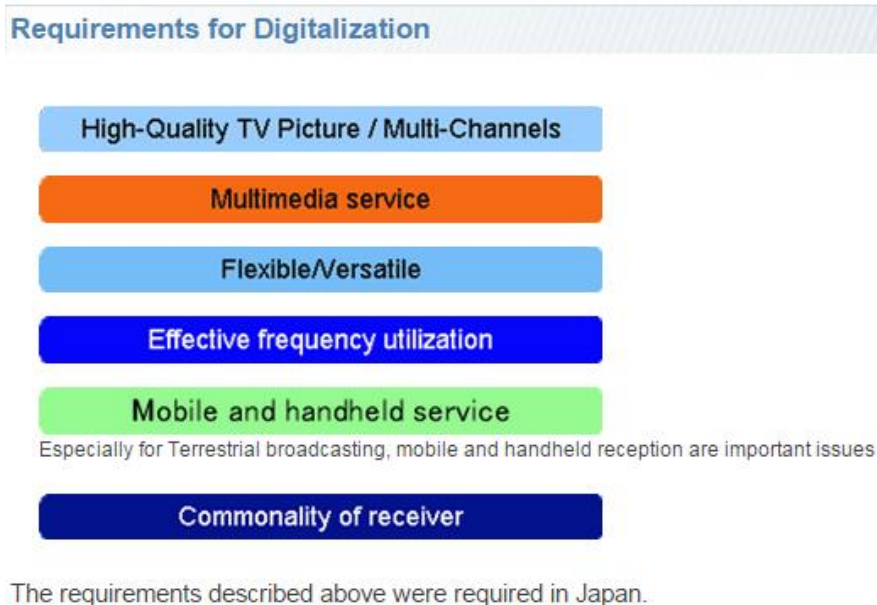 Requirements for Digitalization
High-Quality TV Picture / Multi-Channels
Multimedia service
Flexible/Versatile
Effective frequency utilization
Mobile and handheld service
Especially for Terrestrial broadcasting, mobile and handheld reception are important issues
Commonality of receiver
The requirements described above were required in Japan.